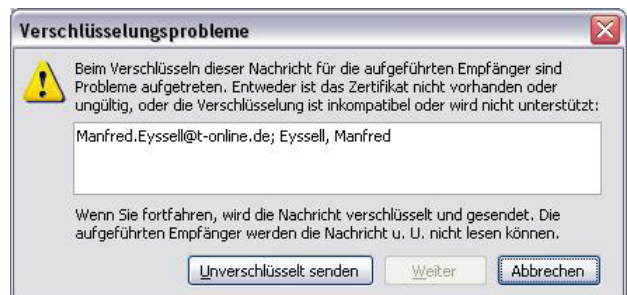 Verschlüsselungsprobleme
Beim Verschlüsseln dieser Nachricht für die aufgeführten Empfänger sind
Probleme aufgetreten. Entweder ist das Zertifikat nicht vorhanden oder
ungültig, oder die Verschlüsselung ist inkompatibel oder wird nicht unterstützt:
Manfred.Eyssell@t-online.de; Eyssell, Manfred
Wenn Sie fortfahren, wird die Nachricht verschlüsselt und gesendet. Die
aufgeführten Empfänger werden die Nachricht u. U. nicht lesen können.
Unverschlüsselt senden Weiter Abbrechen